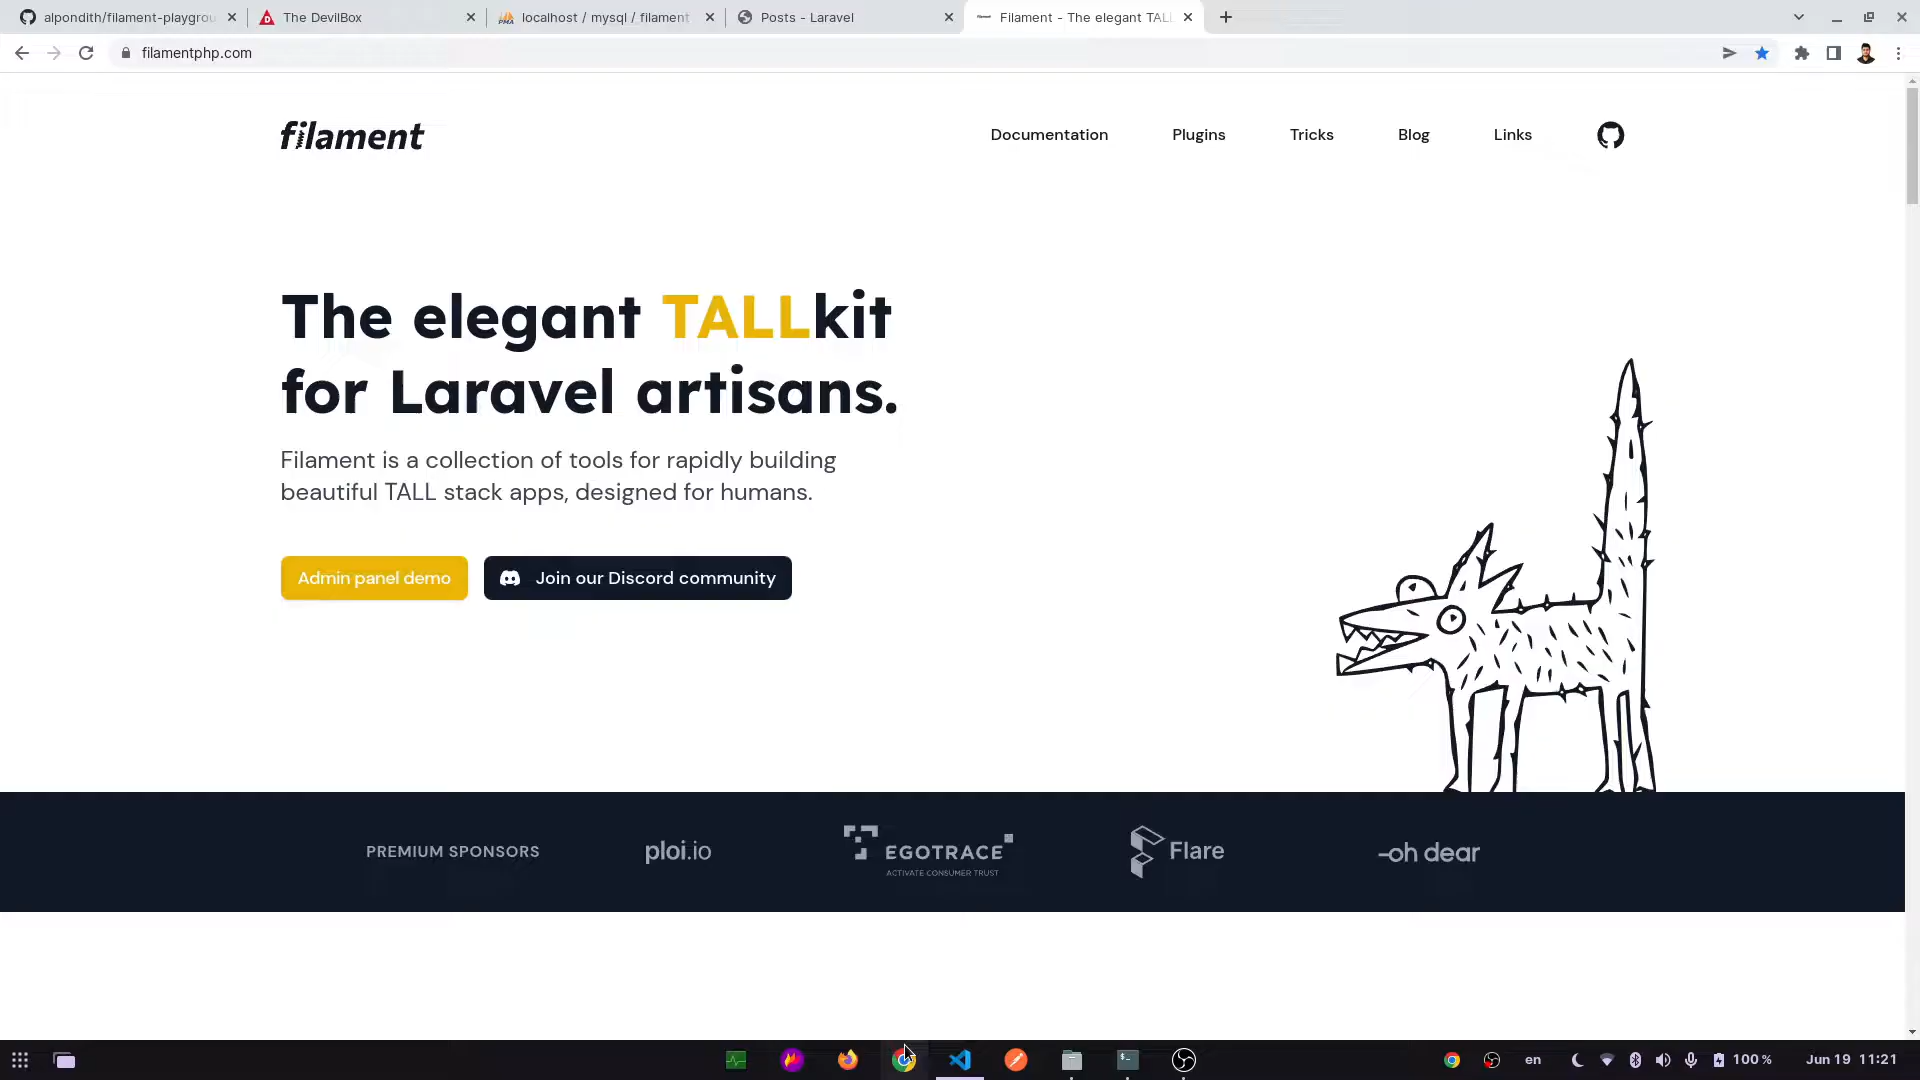 alpondith/filament-playgrou
The DevilBox
localhost / mysql / filament
Posts - Laravel
Filament - The elegant TALL
filamentphp.com
filament
Documentation
Plugins
Tricks
Blog
Links
The elegant TALLkit
for Laravel artisans.
Filament is a collection of tools for rapidly building
beautiful TALL stack apps, designed for humans.
Admin panel demo
Join our Discord community
PREMIUM SPONSORS
ploi.io
EGOTRACE
ACTIVATE CONSUMER TRUST
Flare
oh dear
en
100 %
Jun 19 11:21